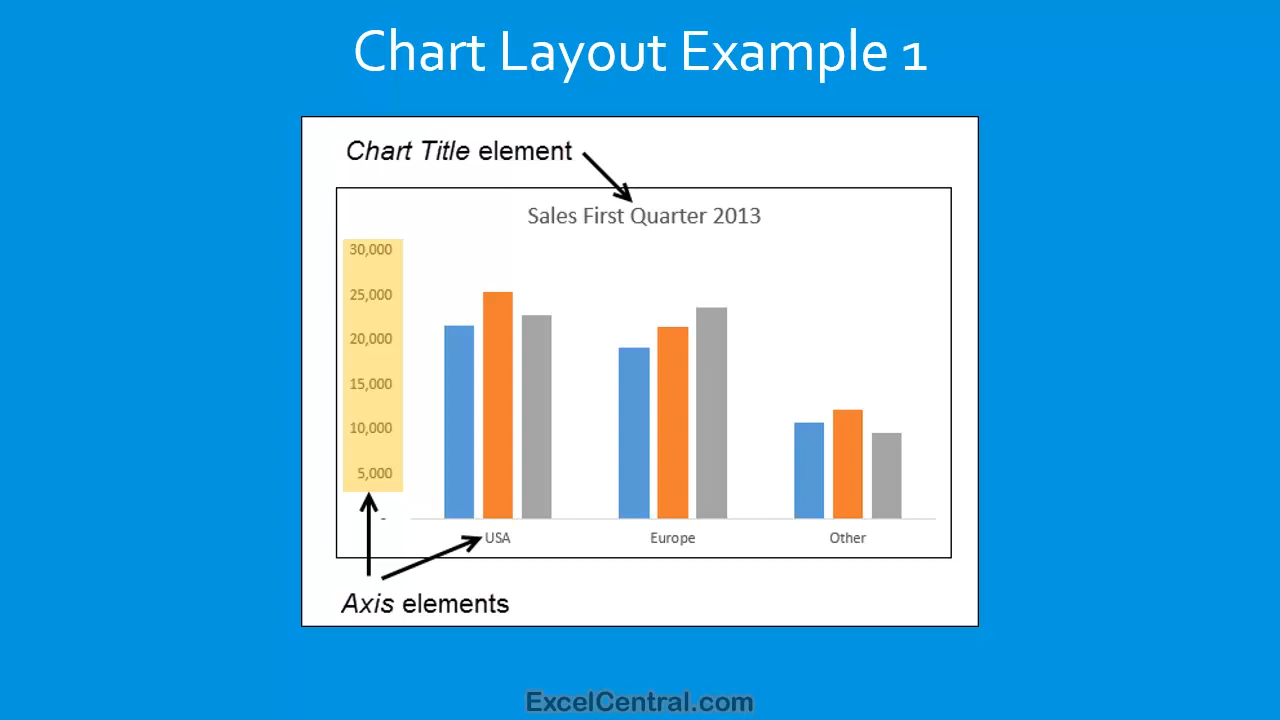 Chart Layout Example 1
Chart Title element
Sales First Quarter 2013
30,000
25,000
20,000
15,000
10,000
5,000
-
USA Europe Other
Axis elements
ExcelCentral.com